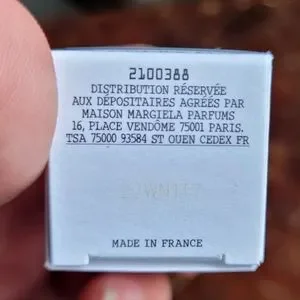 2100388
DISTRIBUTION RÉSERVÉE
AUX DÉPOSITAIRES AGRÉÉS PAR
MAISON MARGIELA PARFUMS
16, PLACE VENDÔME 75001 PARIS.
TSA 75000 93584 ST OUEN CEDEX FR
MADE IN FRANCE